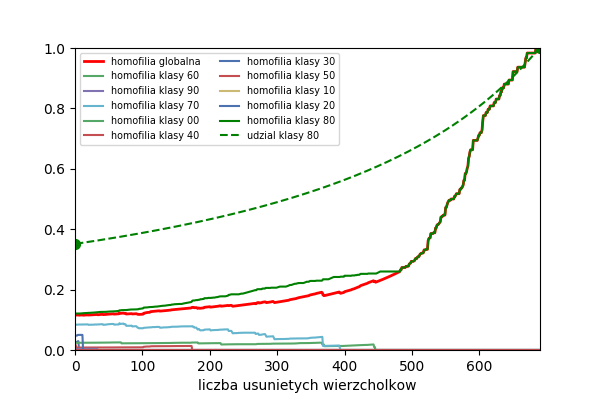 1.0
0.8
0.6
0.4
0.2
0.0
homofilia globalna
homofilia klasy 60
homofilia klasy 90
homofilia klasy 70
homofilia klasy 00
homofilia klasy 40
homofilia klasy 30
homofilia klasy 50
homofilia klasy 10
homofilia klasy 20
homofilia klasy 80
udzial klasy 80
0 100 200 300 400 500 600
liczba usunietych wierzcholkow